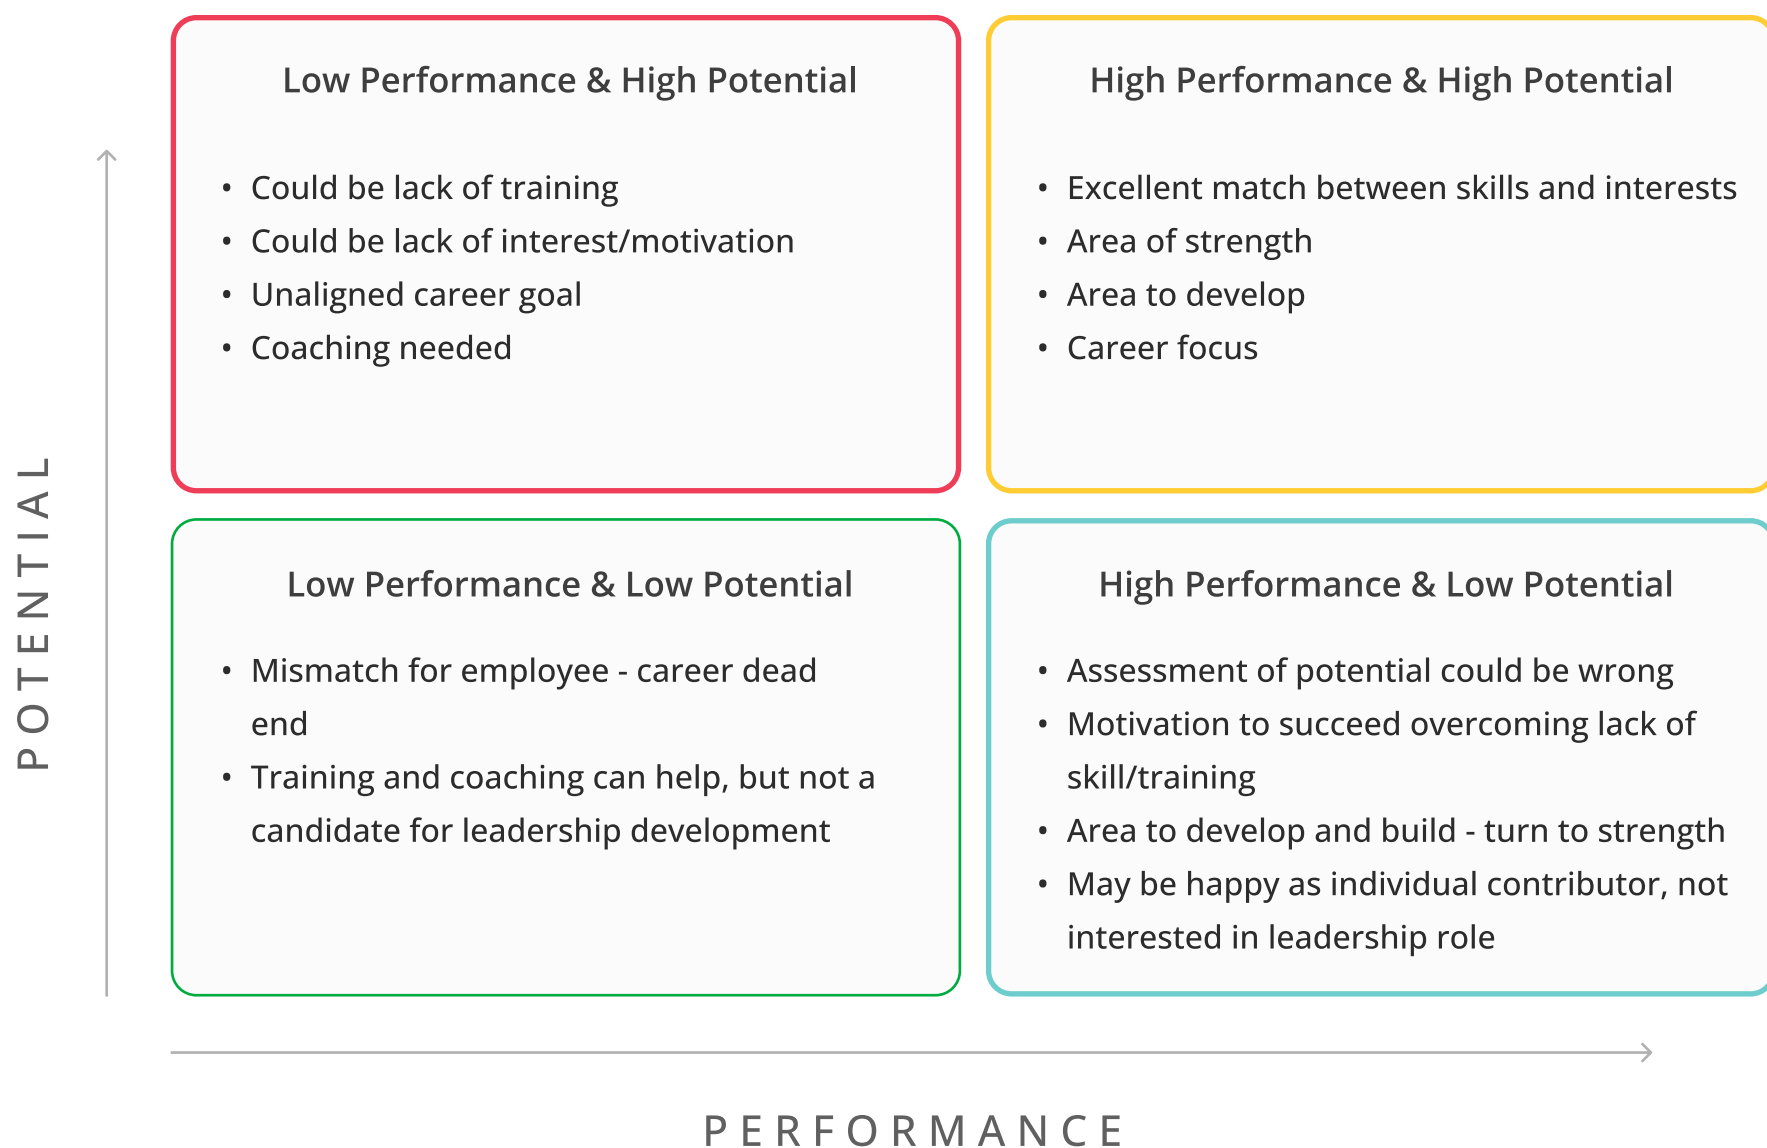 Low Performance & High Potential
• Could be lack of training
• Could be lack of interest/motivation
• Unaligned career goal
• Coaching needed
High Performance & High Potential
• Excellent match between skills and interests
• Area of strength
• Area to develop
• Career focus
POTENTIAL
Low Performance & Low Potential
• Mismatch for employee - career dead
end
• Training and coaching can help, but not a
candidate for leadership development
High Performance & Low Potential
• Assessment of potential could be wrong
• Motivation to succeed overcoming lack of
skill/training
• Area to develop and build - turn to strength
• May be happy as individual contributor, not
interested in leadership role
PERFORMANCE